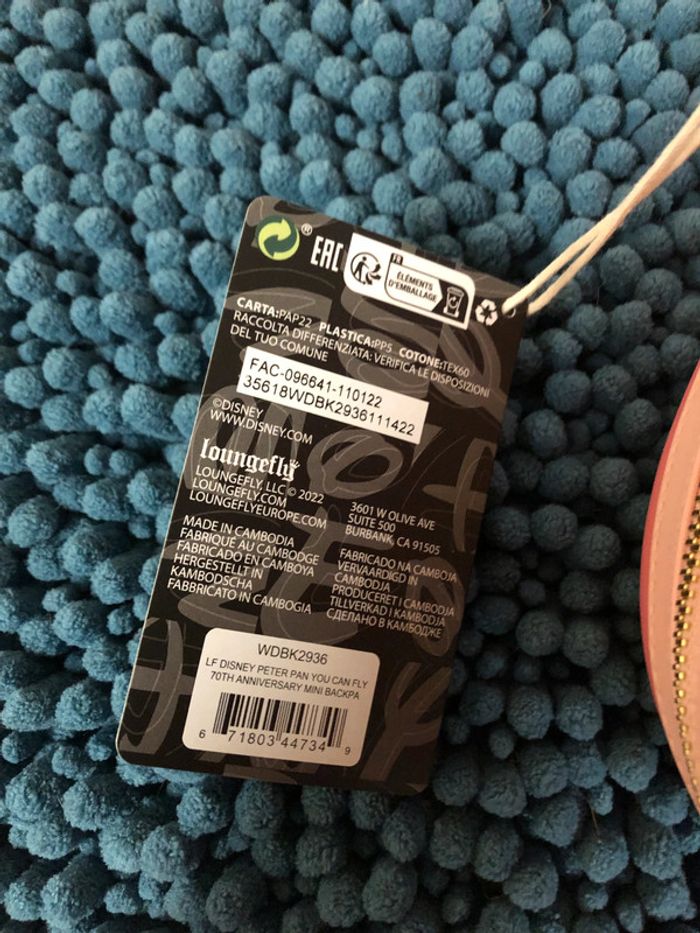 ®
EAC
FR
ÉLÉMENTS
D'EMBALLAGE
CARTA:PAP22 PLASTICA:PP5 COTONE:TEX60
RACCOLTA DIFFERENZIATA: VERIFICA LE DISPOSIZIONI
DEL TUO COMUNE
FAC-096641-110122
35618WDBK2936111422
©DISNEY
WWW.DISNEY.COM
loungefly
LOUNGEFLY, LLC © 2022
LOUNGEFLY.COM
LOUNGEFLYEUROPE.COM
3601 W OLIVE AVE
SUITE 500
BURBANK, CA 91505
MADE IN CAMBODIA
FABRIQUÉ AU CAMBODGE
FABRICADO EN CAMBOYA
HERGESTELLT IN
KAMBODSCHA
FABBRICATO IN CAMBOGIA
FABRICADO NA CAMBOJA
VERVAARDIGD IN
CAMBODJA
PRODUCERET I CAMBODJA
TILLVERKAD I KAMBODJA
СДЕЛАНО В КАМБОДЖЕ
WDBK2936
LF DISNEY PETER PAN YOU CAN FLY
70TH ANNIVERSARY MINI BACKPA
6 71803 44734 9